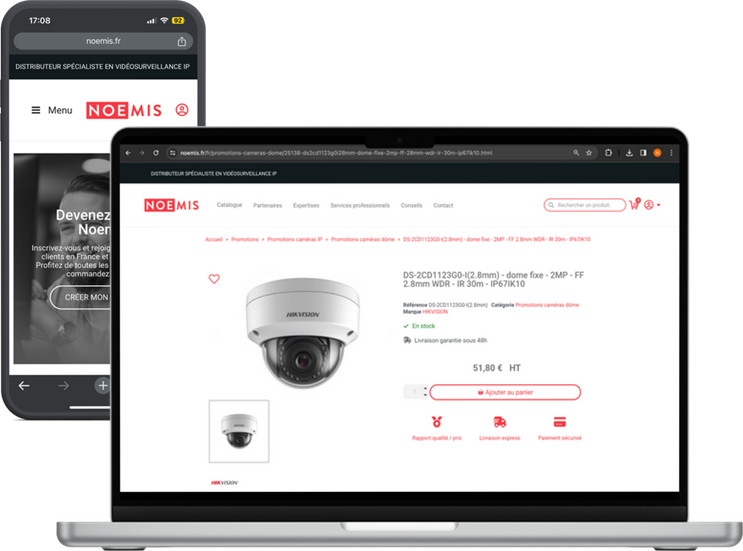 17:08
92
noemis.fr
DISTRIBUTEUR SPÉCIALISTE EN VIDÉOSURVEILLANCE IP
Menu
NOEMIS
Devenez
Noem
Inscrivez-vous et rejoig
clients en France et
Profitez de toutes les
commandez
CRÉER MON
noemis.fr/fr/promotions-cameras-dome/25138-ds2cd1123g0i28mm-dome-fixe-2mp-ff-28mm-wdr-ir-30m-ip67ik10.html
DISTRIBUTEUR SPÉCIALISTE EN VIDÉOSURVEILLANCE IP
NOEMIS
Catalogue
Partenaires
Expertises
Services professionnels
Conseils
Contact
Rechercher un produit
Accueil > Promotions > Promotions caméras IP > Promotions caméras dôme > DS-2CD1123G0-I(2.8mm) - dome fixe - 2MP - FF 2.8mm WDR - IR 30m - IP67IK10
DS-2CD1123G0-I(2.8mm) - dome fixe - 2MP - FF
2.8mm WDR - IR 30m - IP67IK10
Référence DS-2CD1123G0-I(2.8mm) Catégorie Promotions caméras dôme
Marque HIKVISION
En stock
Livraison garantie sous 48h
51,80 € HT
1
Ajouter au panier
Rapport qualité / prix
Livraison express
Paiement sécurisé
HIKVISION
HIKVISION